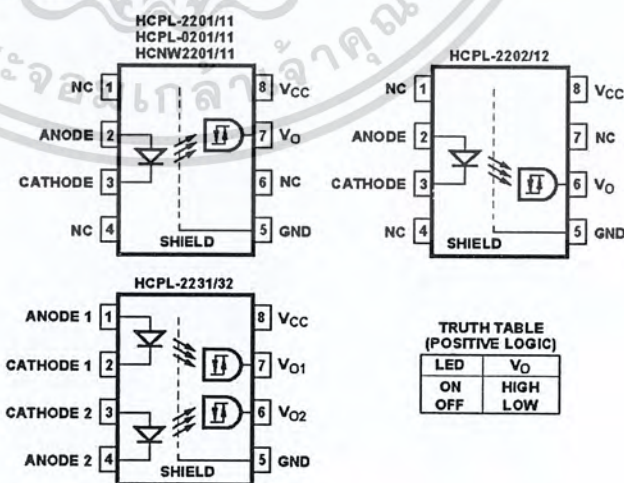 HCPL-2201/11
HCPL-0201/11
HCNW2201/11
NC 1
8 VCC
ANODE 2
7 VO
CATHODE 3
6 NC
NC 4
5 GND
SHIELD
HCPL-2202/12
NC 1
8 VCC
ANODE 2
7 NC
CATHODE 3
6 VO
NC 4
5 GND
SHIELD
HCPL-2231/32
ANODE 1 1
8 VCC
CATHODE 1 2
7 VO1
CATHODE 2 3
6 VO2
ANODE 2 4
5 GND
SHIELD
TRUTH TABLE
(POSITIVE LOGIC)
LED VO
ON HIGH
OFF LOW